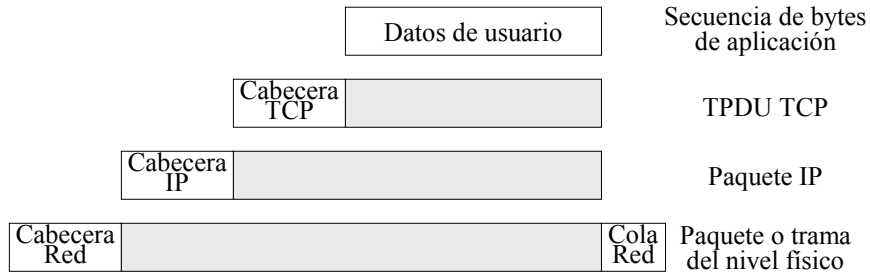 Datos de usuario
Secuencia de bytes
de aplicación
Cabecera
TCP
TPDU TCP
Cabecera
IP
Paquete IP
Cabecera
Red
Cola
Red
Paquete o trama
del nivel físico